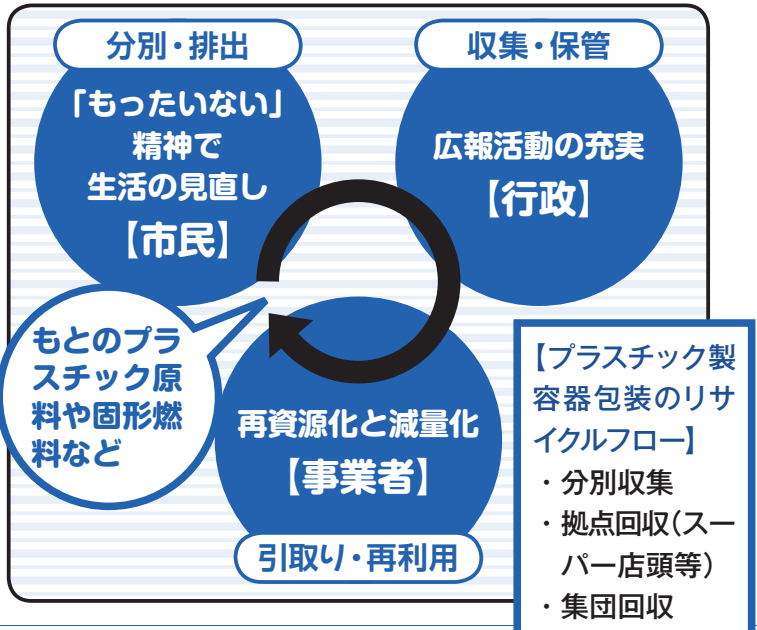 分別・排出
「もったいない」
精神で
生活の見直し
【市民】
収集・保管
広報活動の充実
【行政】
もとのプラ
スチック原
料や固形燃
料など
再資源化と減量化
【事業者】
引取り・再利用
【プラスチック製
容器包装のリサ
イクルフロー】
・分別収集
・拠点回収(スー
パー店頭等)
・集団回収